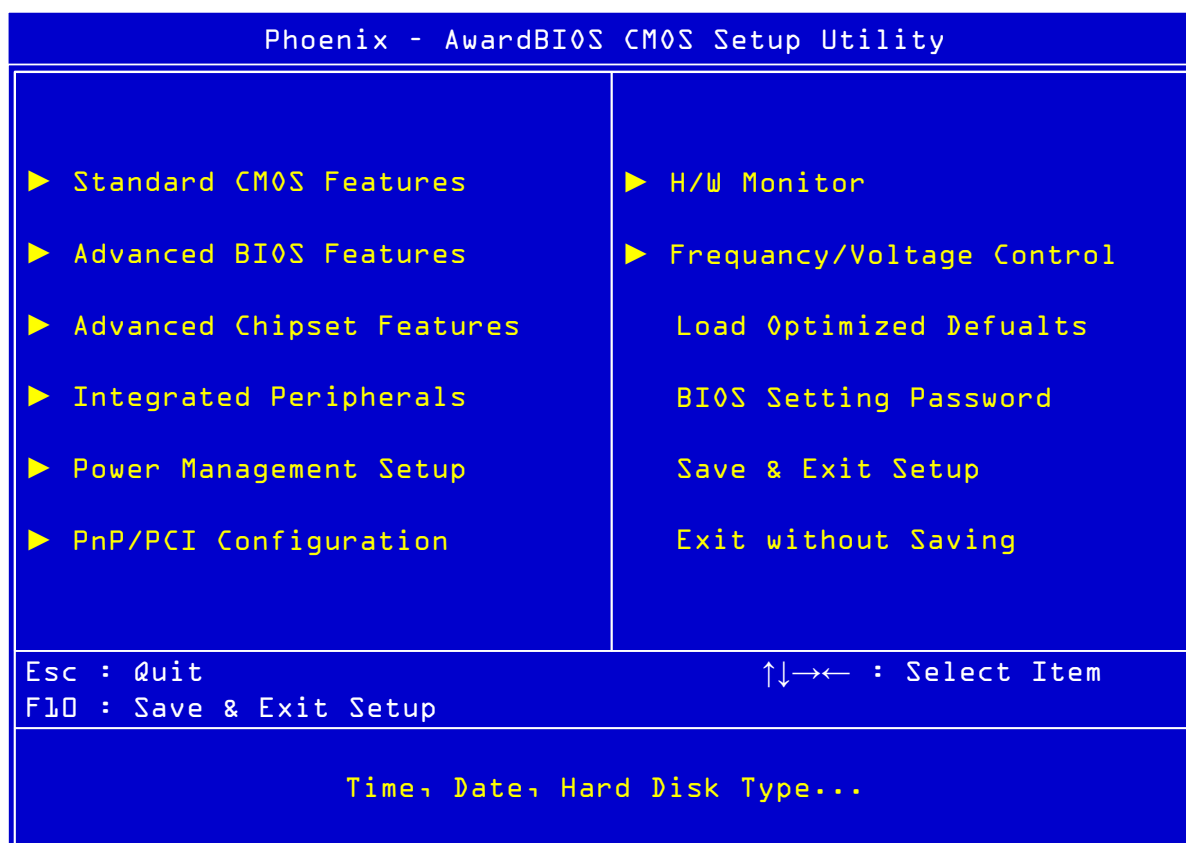 Phoenix - AwardBIOS CMOS Setup Utility
► Standard CMOS Features
► Advanced BIOS Features
► Advanced Chipset Features
► Integrated Peripherals
► Power Management Setup
► PnP/PCI Configuration
► H/W Monitor
► Frequancy/Voltage Control
Load Optimized Defualts
BIOS Setting Password
Save & Exit Setup
Exit without Saving
Esc : Quit
↑↓→← : Select Item
F10 : Save & Exit Setup
Time, Date, Hard Disk Type...